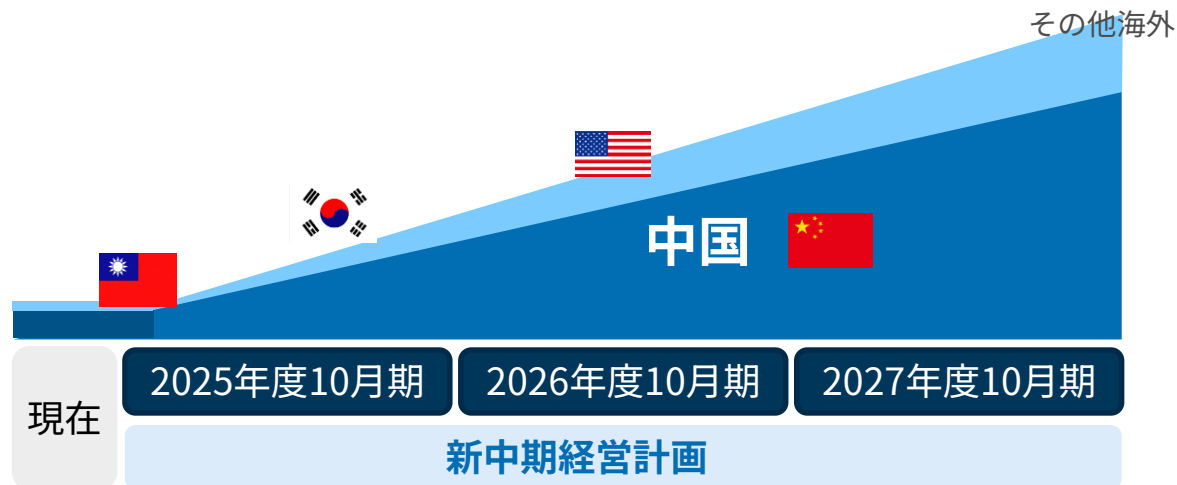 その他海外
中国
現在
2025年度10月期
2026年度10月期
2027年度10月期
新中期経営計画